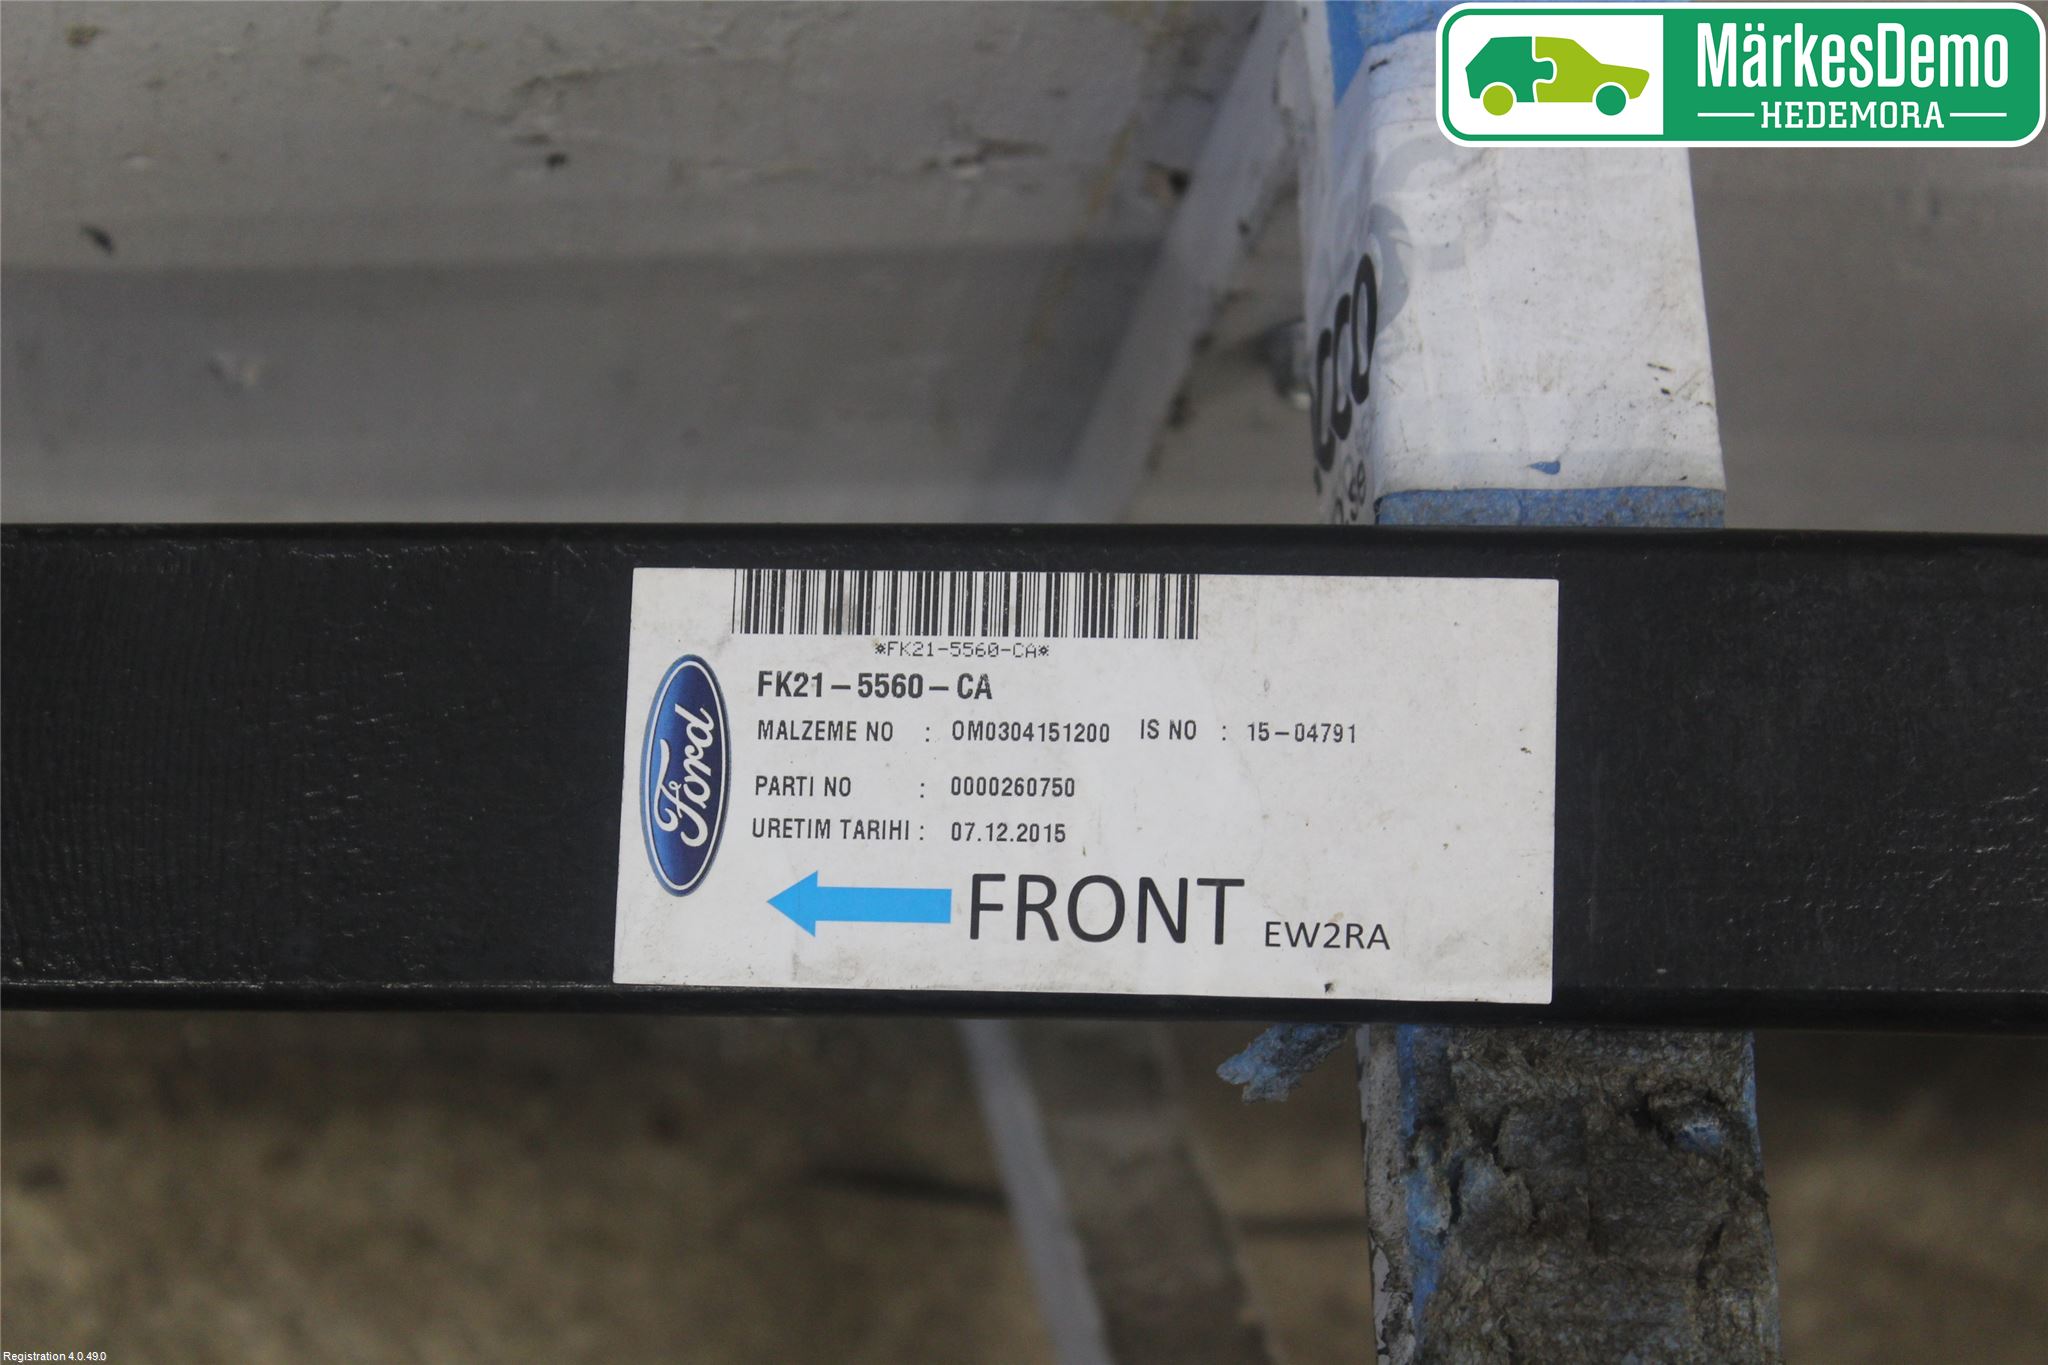 MärkesDemo
HEDEMORA
cco
*FK21-5560-CA*
FK21-5560-CA
MALZEME NO : OM0304151200 IS NO : 15-04791
PARTI NO : 0000260750
URETIM TARIHI : 07.12.2015
Ford
FRONT EW2RA
Registration 4.0.49.0